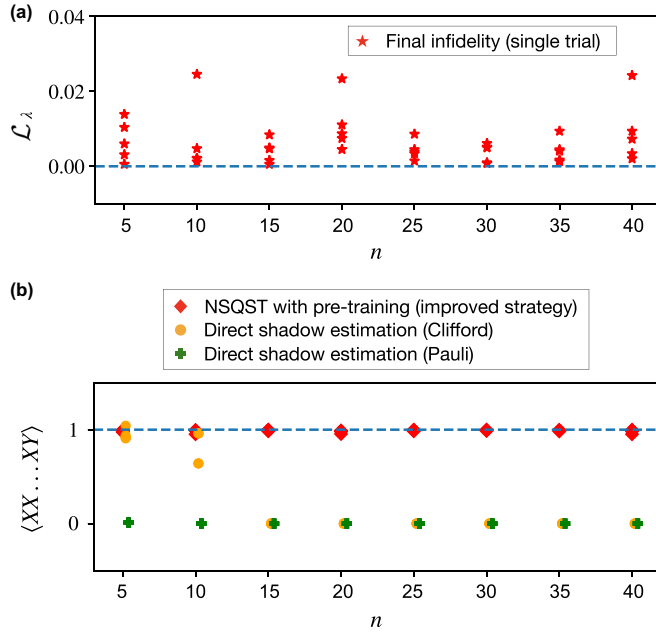 (a)
0.04
0.02
0.00
ℒλ
Final infidelity (single trial)
5 10 15 20 25 30 35 40
n
(b)
NSQST with pre-training (improved strategy)
Direct shadow estimation (Clifford)
Direct shadow estimation (Pauli)
1
0
⟨XX...XY⟩
5 10 15 20 25 30 35 40
n